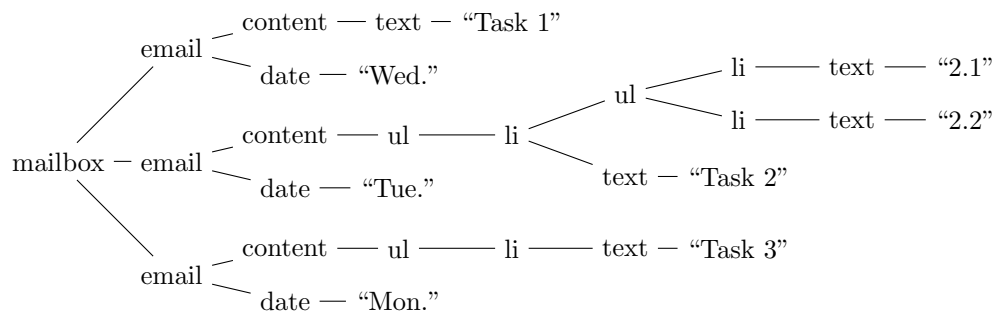 content text “Task 1”
email
date “Wed.”
li text “2.1”
ul
li text “2.2”
content ul li
mailbox email
text “Task 2”
date “Tue.”
content ul li text “Task 3”
email
date “Mon.”